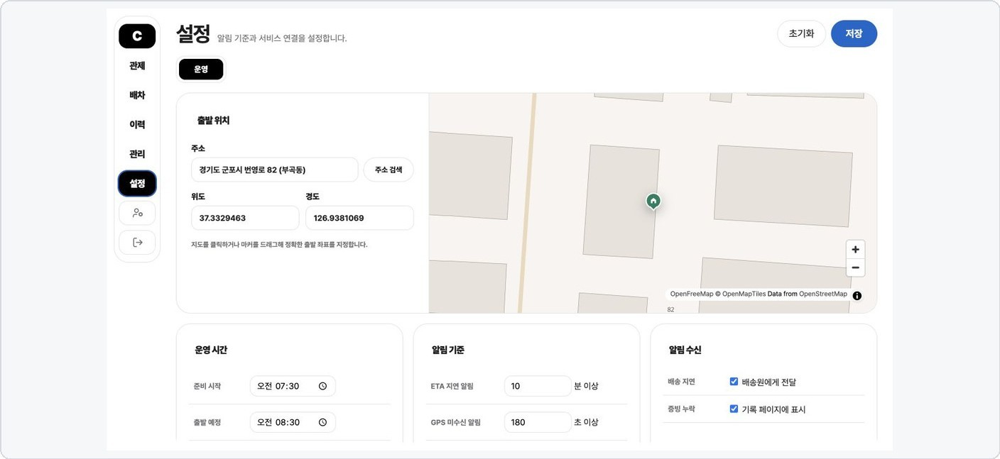 C
관제
배차
이력
관리
설정
설정 알림 기준과 서비스 연결을 설정합니다.
초기화 저장
운영
출발 위치
주소
경기도 군포시 번영로 82 (부곡동) 주소 검색
위도 경도
37.3329463 126.9381069
지도를 클릭하거나 마커를 드래그해 정확한 출발 좌표를 지정합니다.
+
−
OpenFreeMap © OpenMapTiles Data from OpenStreetMap
82
운영 시간
준비 시작 오전 07:30
출발 예정 오전 08:30
알림 기준
ETA 지연 알림 10 분 이상
GPS 미수신 알림 180 초 이상
알림 수신
배송 지연 배송원에게 전달
증빙 누락 기록 페이지에 표시